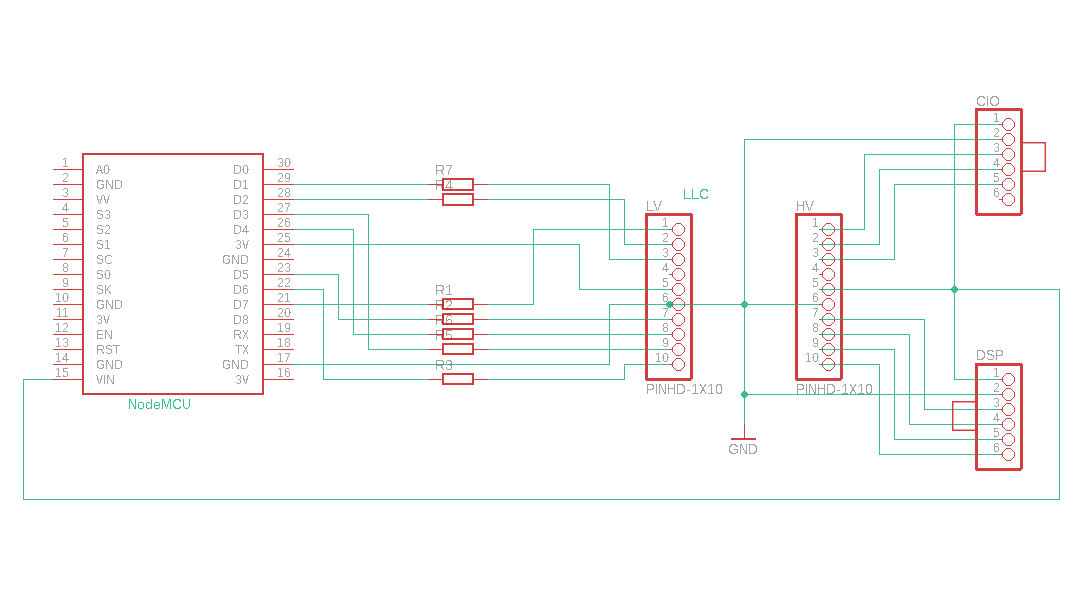 CIO
1
2
3
4
5
6
1 A0 D0 30
2 GND D1 29
3 VV D2 28
4 S3 D3 27
5 S2 D4 26
6 S1 3V 25
7 SC GND 24
8 S0 D5 23
9 SK D6 22
10 GND D7 21
11 3V D8 20
12 EN RX 19
13 RST TX 18
14 GND GND 17
15 VIN 3V 16
NodeMCU
R7
R4
R1
R2
R6
R5
R3
LLC
LV
1
2
3
4
5
6
7
8
9
10
PINHD-1X10
HV
1
2
3
4
5
6
7
8
9
10
PINHD-1X10
GND
DSP
1
2
3
4
5
6